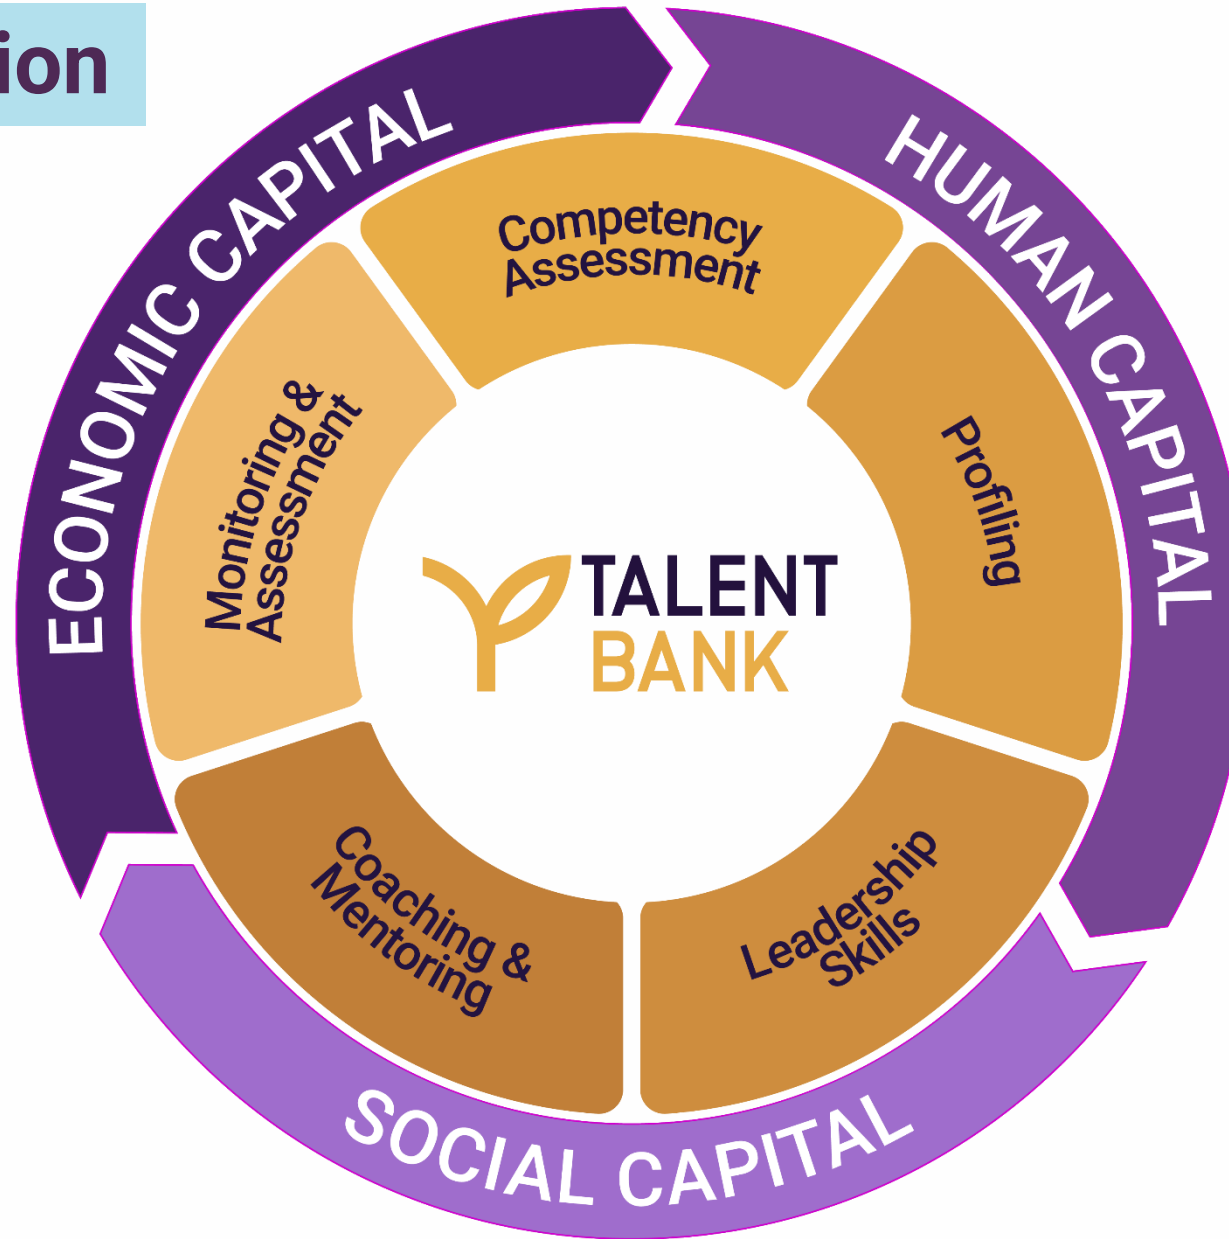 ion
ECONOMIC CAPITAL
HUMAN CAPITAL
SOCIAL CAPITAL
Competency
Assessment
Profiling
Leadership
Skills
Coaching &
Mentoring
Monitoring &
Assessment
TALENT
BANK